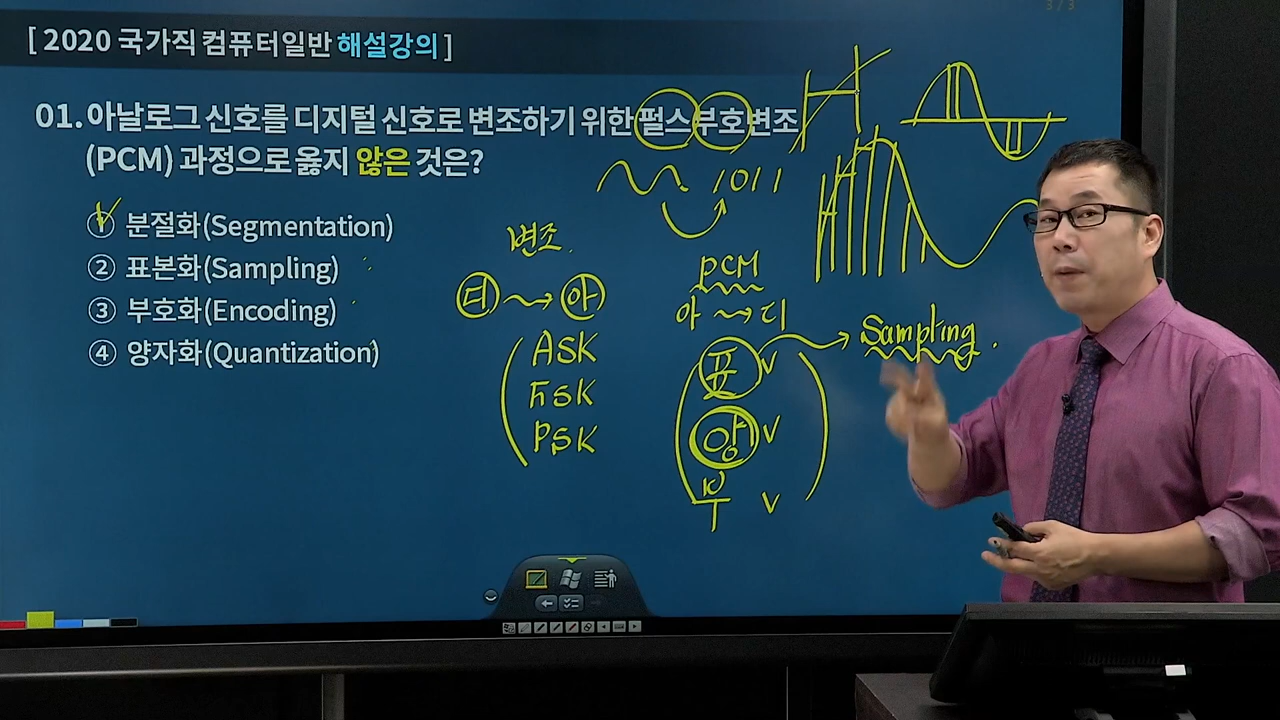 3/3
[ 2020 국가직 컴퓨터일반 해설강의 ]
01. 아날로그 신호를 디지털 신호로 변조하기 위한 펄스부호변조
(PCM) 과정으로 옳지 않은 것은?
① 분절화(Segmentation)
② 표본화(Sampling)
③ 부호화(Encoding)
④ 양자화(Quantization)
1011
변조.
디 아
ASK
FSK
PSK
PCM
아 디
표
양
부
Sampling.